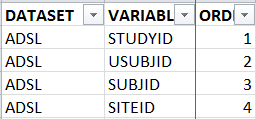 DATASET VARIABL ORD
ADSL STUDYID 1
ADSL USUBJID 2
ADSL SUBJID 3
ADSL SITEID 4